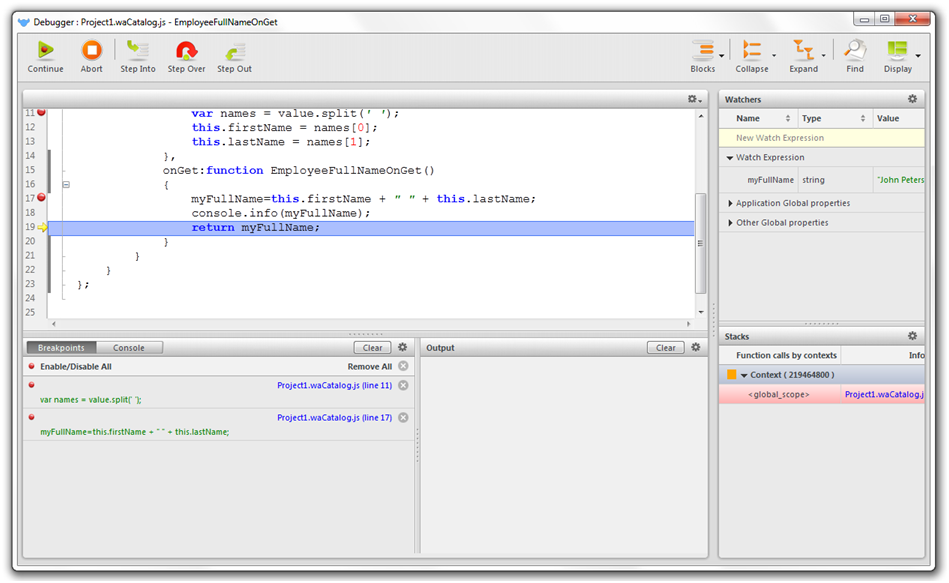 Debugger : Project1.waCatalog.js - EmployeeFullNameOnGet
Continue Abort Step Into Step Over Step Out Blocks Collapse Expand Find Display
11 var names = value.split(' ');
12 this.firstName = names[0];
13 this.lastName = names[1];
14 },
15 onGet:function EmployeeFullNameOnGet()
16 {
17 myFullName=this.firstName + " " + this.lastName;
18 console.info(myFullName);
19 return myFullName;
20 }
21 }
22 }
23 };
24
25
Watchers
Name Type Value
New Watch Expression
Watch Expression
myFullName string "John Peters
Application Global properties
Other Global properties
Breakpoints Console Clear
Enable/Disable All Remove All
Project1.waCatalog.js (line 11)
var names = value.split(' ');
Project1.waCatalog.js (line 17)
myFullName=this.firstName + " " + this.lastName;
Output Clear
Stacks
Function calls by contexts Info
Context ( 219464800 )
<global_scope> Project1.waCatalog.j